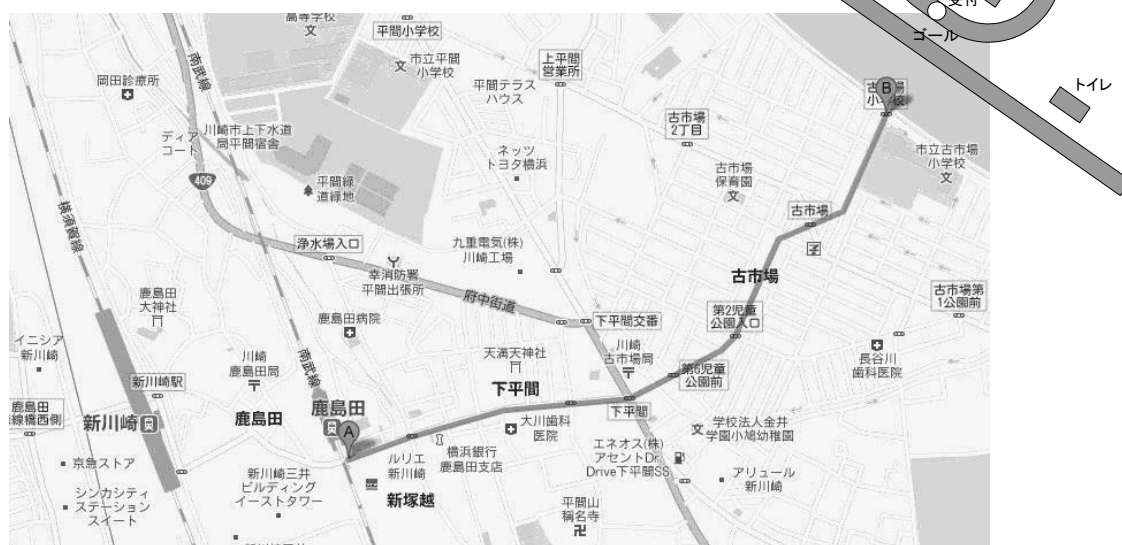 高等学校
平間小学校
受付
ゴール
トイレ
南武線
市立平間
小学校
上平間
営業所
平間テラス
ハウス
岡田診療所
古市場
小学校
B
古市場
2丁目
ディア
コート
川崎市上下水道
局平間宿舎
ネッツ
トヨタ横浜
市立古市場
小学校
409
平間緑
道緑地
古市場
保育園
横須賀線
古市場
浄水場入口
九重電気(株)
川崎工場
幸消防署
平間出張所
古市場
鹿島田
大神社
府中街道
古市場第
1公園前
鹿島田病院
下平間交番
第2児童
公園入口
イニシア
新川崎
川崎
鹿島田局
南武線
天満天神社
川崎
古市場局
長谷川
歯科医院
新川崎駅
下平間
第6児童
公園前
鹿島田
線橋西側
新川崎
鹿島田
鹿島田
A
下平間
大川歯科
医院
学校法人金井
学園小鳩幼稚園
京急ストア
ルリエ
新川崎
横浜銀行
鹿島田支店
エネオス(株)
アセントDr.
Drive下平間SS
新川崎三井
ビルディング
イーストタワー
新塚越
アリュール
新川崎
シンカシティ
ステーション
スイート
平間山
稱名寺